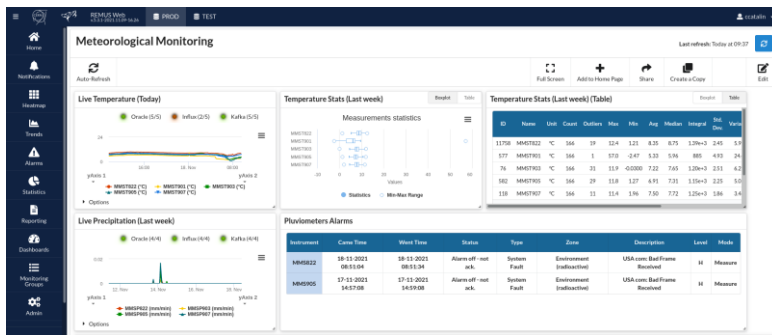 REMUS Web
PROD
TEST
ccatalin
Home
Notifications
Heatmap
Trends
Alarms
Statistics
Reporting
Dashboards
Monitoring
Groups
Admin
Meteorological Monitoring
Last refresh: Today at 09:37
Auto-Refresh
Full Screen
Add to Home Page
Share
Create a Copy
Edit
Live Temperature (Today)
Oracle (5/5)
Influx (2/5)
Kafka (5/5)
yAxis 1
yAxis 2
MMST822 (°C)
MMST901 (°C)
MMST903 (°C)
MMST905 (°C)
MMST907 (°C)
Options
Temperature Stats (Last week)
Boxplot
Table
Measurements statistics
MMST822
MMST901
MMST903
MMST905
MMST907
Values
Statistics
Min-Max Range
Temperature Stats (Last week) (Table)
Boxplot
Table
ID Name Unit Count Outliers Max Min Avg Median Integral Std. Dev.
11758 MMST822 °C 166 19 12.4 1.21 8.35 8.75 1.39e+3 2.45
577 MMST901 °C 166 1 57.0 -2.47 5.33 5.96 885 4.93
76 MMST903 °C 166 31 11.9 -0.0300 7.22 7.65 1.20e+3 2.51
582 MMST905 °C 166 29 11.8 1.27 6.91 7.31 1.15e+3 2.25
118 MMST907 °C 166 11 11.4 1.96 7.50 7.72 1.25e+3 1.86
Live Precipitation (Last week)
Oracle (4/4)
Influx (4/4)
Kafka (4/4)
22. Nov
24. Nov
yAxis 1
yAxis 2
MMSP822 (mm/min)
MMSP903 (mm/min)
MMSP905 (mm/min)
MMSP907 (mm/min)
Options
Pluviometers Alarms
Instrument Came Time Went Time Status Type Zone Description Level Mode
MMSP822 18-11-2021 08:51:04 18-11-2021 08:51:34 Alarm off - not ack. System Fault Environment (radioactive) USA com: Bad Frame Received H Measure
MMSP905 17-11-2021 14:57:08 17-11-2021 14:59:08 Alarm off - not ack. System Fault Environment (radioactive) USA com: Bad Frame Received H Measure